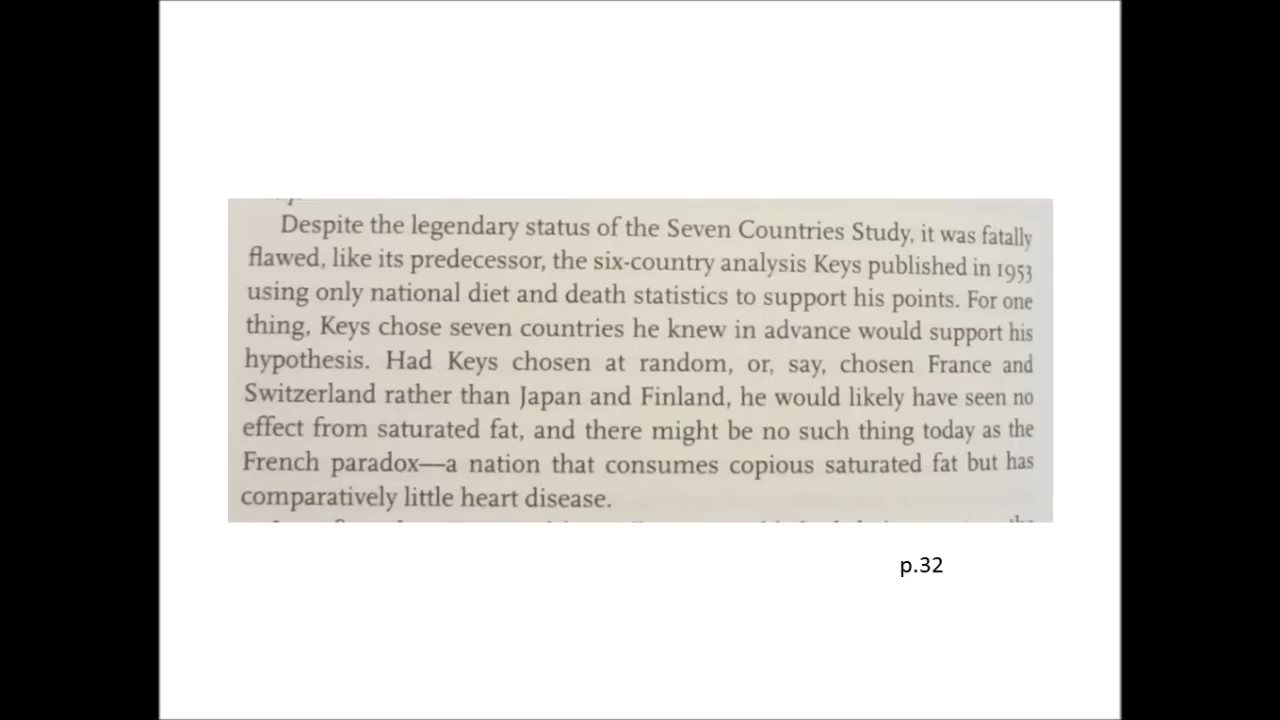 Despite the legendary status of the Seven Countries Study, it was fatally
flawed, like its predecessor, the six-country analysis Keys published in 1953
using only national diet and death statistics to support his points. For one
thing, Keys chose seven countries he knew in advance would support his
hypothesis. Had Keys chosen at random, or, say, chosen France and
Switzerland rather than Japan and Finland, he would likely have seen no
effect from saturated fat, and there might be no such thing today as the
French paradox—a nation that consumes copious saturated fat but has
comparatively little heart disease.
p.32